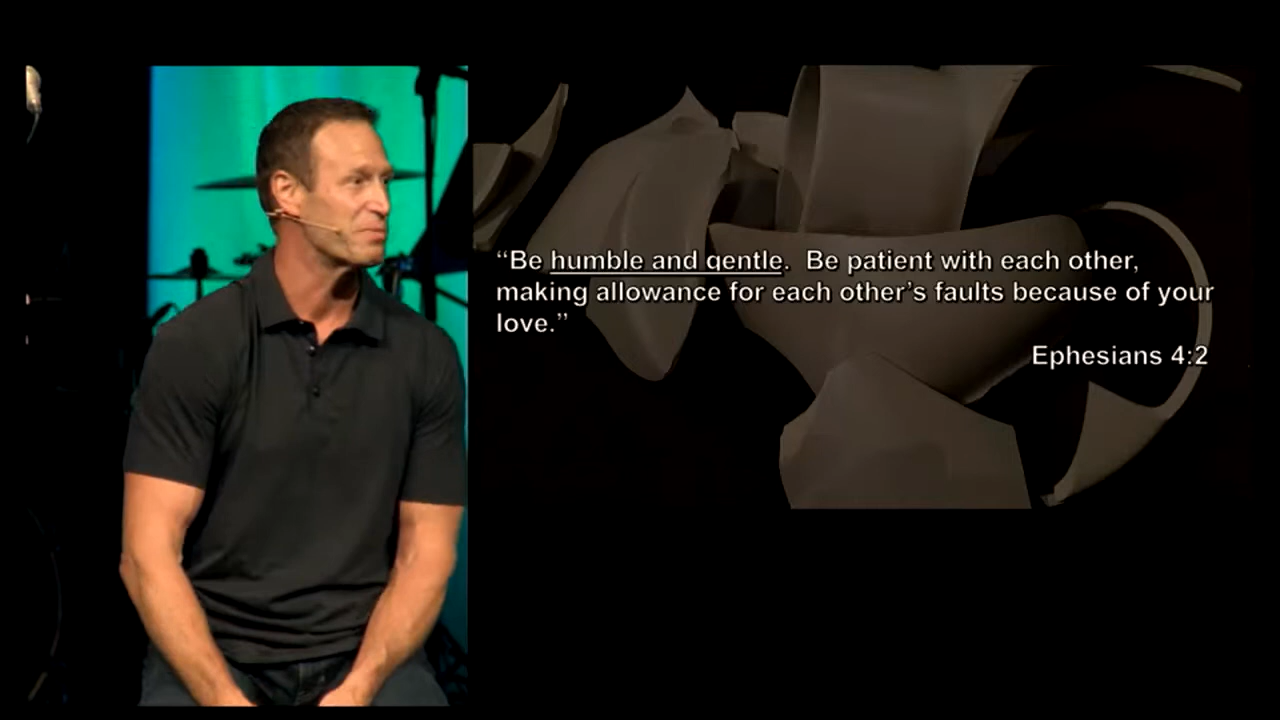 “Be humble and gentle.  Be patient with each other,
making allowance for each other’s faults because of your
love.”
Ephesians 4:2